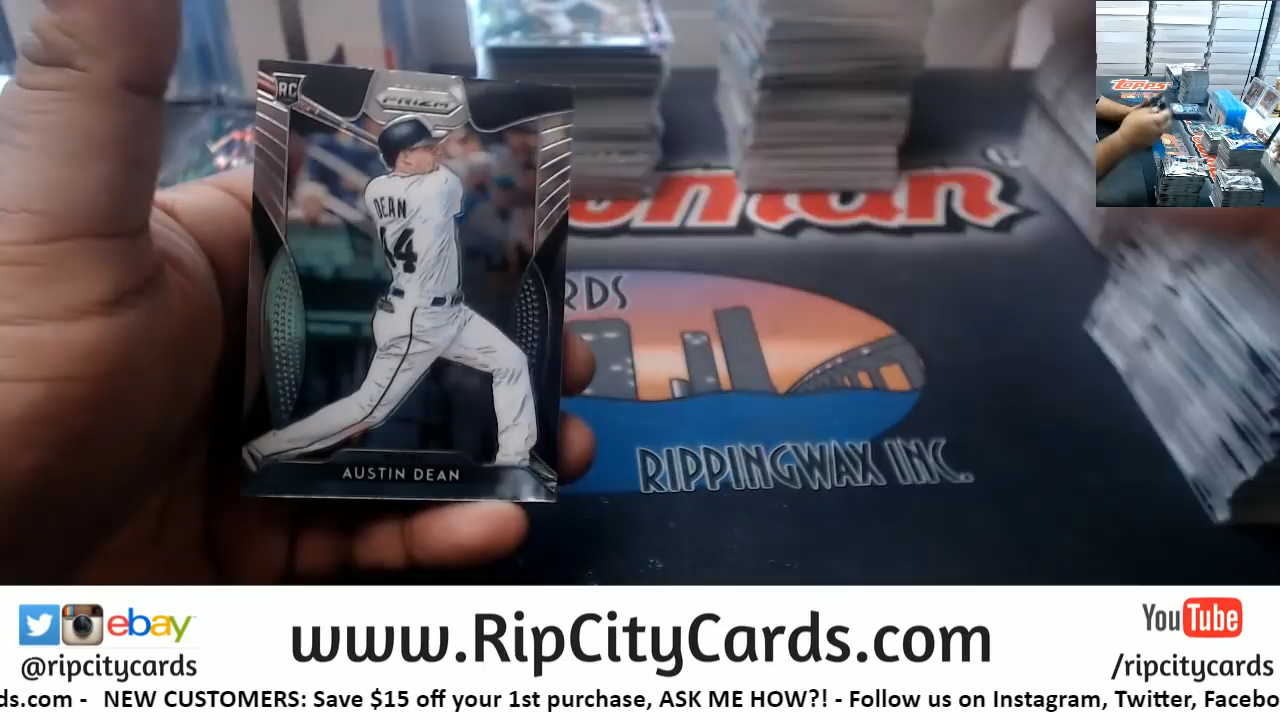 RC
PRIZM
DEAN
44
AUSTIN DEAN
Topps
RDS
RIPPINGWAX INC.
ebay
@ripcitycards
www.RipCityCards.com
YouTube
/ripcitycards
ds.com - NEW CUSTOMERS: Save $15 off your 1st purchase, ASK ME HOW?! - Follow us on Instagram, Twitter, Facebo